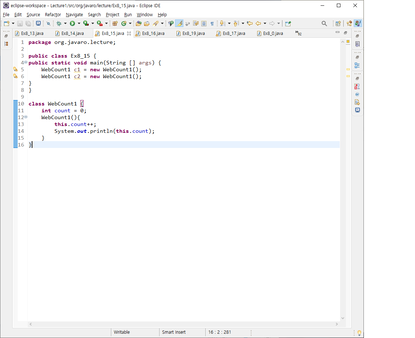 eclipse-workspace - Lecture1/src/org/javaro/lecture/Ex8_15.java - Eclipse IDE
File Edit Source Refactor Navigate Search Project Run Window Help
Ex8_13.java Ex8_14.java Ex8_15.java Ex8_16.java Ex8_18.java Ex8_17.java Ex8_0.java
1 package org.javaro.lecture;
2
3 public class Ex8_15 {
4 public static void main(String [] args) {
5 WebCount1 c1 = new WebCount1();
6 WebCount1 c2 = new WebCount1();
7 }
8 }
9
10 class WebCount1 {
11 int count = 0;
12 WebCount1(){
13 this.count++;
14 System.out.println(this.count);
15 }
16 }
Writable Smart Insert 16 : 2 : 281